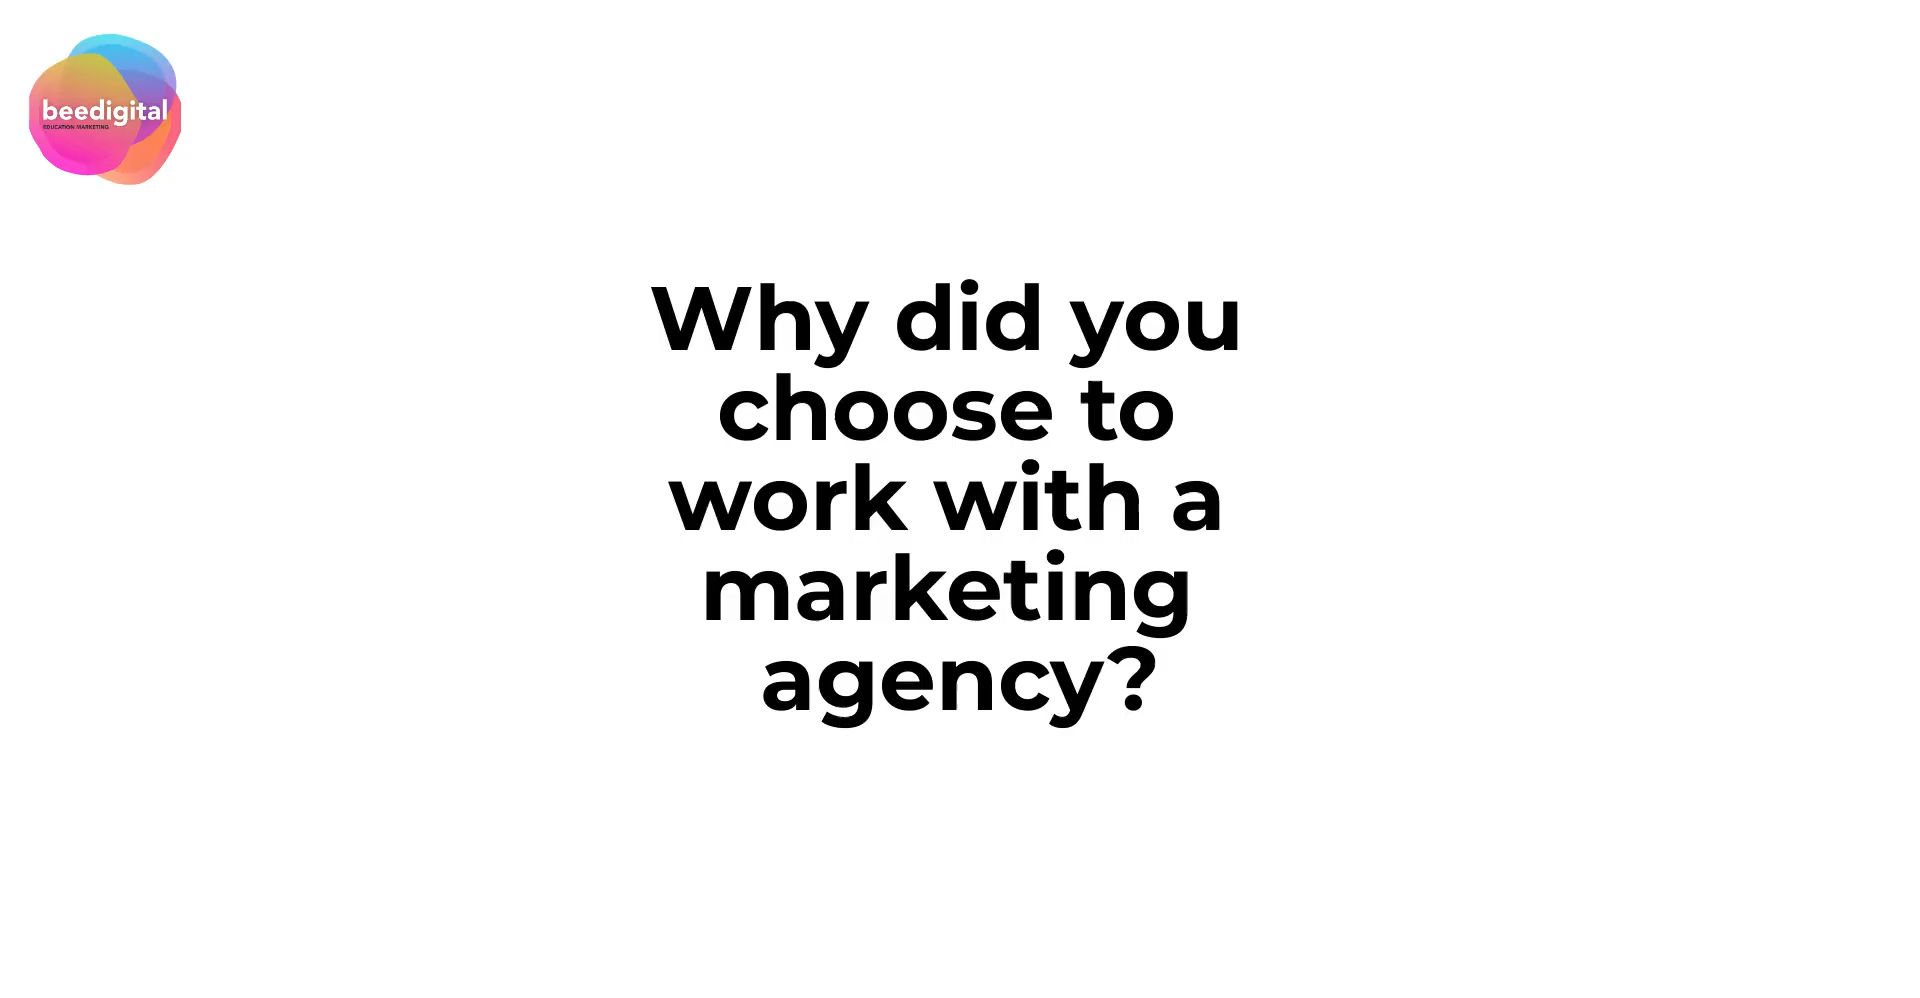 beedigital
EDUCATION MARKETING
Why did you
choose to
work with a
marketing
agency?